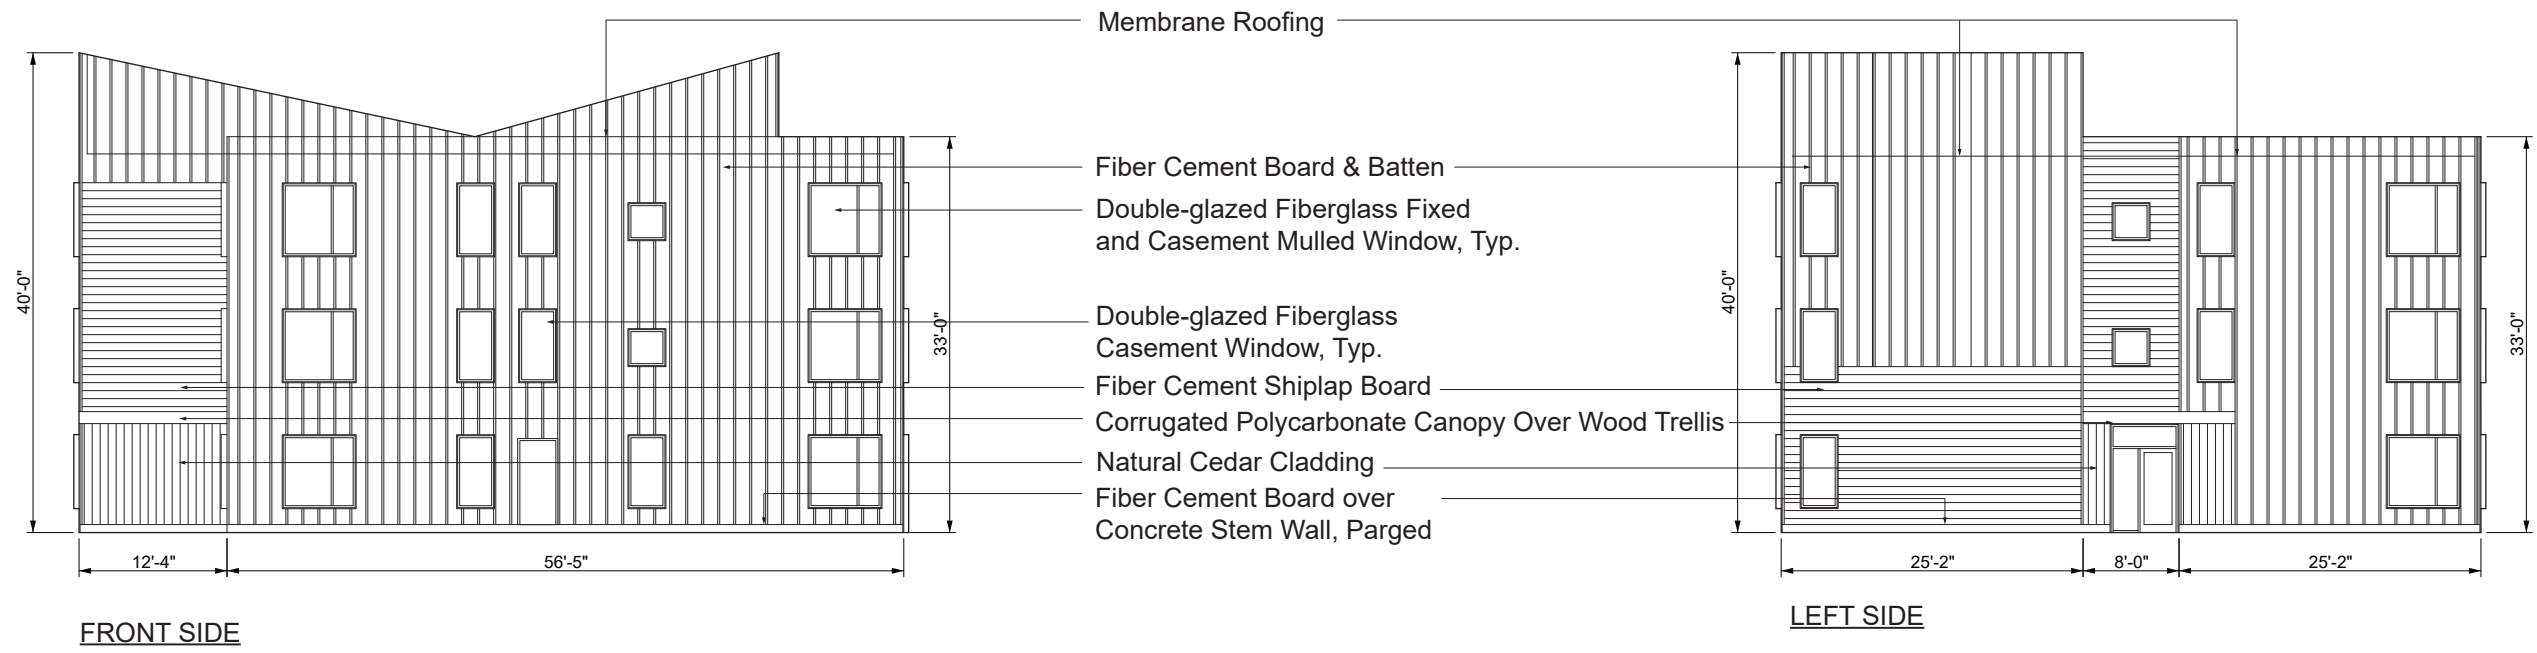 Membrane Roofing
Fiber Cement Board & Batten
Double-glazed Fiberglass Fixed
and Casement Mulled Window, Typ.
Double-glazed Fiberglass
Casement Window, Typ.
Fiber Cement Shiplap Board
Corrugated Polycarbonate Canopy Over Wood Trellis
Natural Cedar Cladding
Fiber Cement Board over
Concrete Stem Wall, Parged
40'-0"
33'-0"
12'-4"
56'-5"
FRONT SIDE
40'-0"
33'-0"
25'-2"
8'-0"
25'-2"
LEFT SIDE